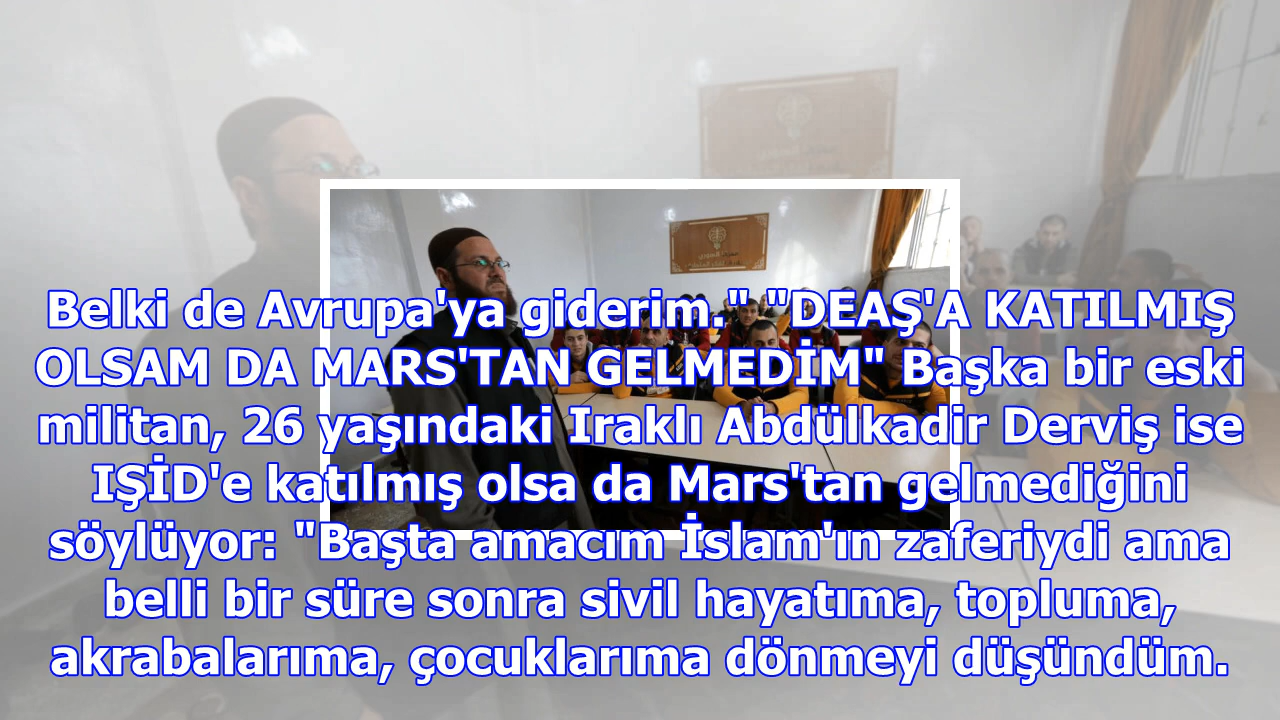 Belki de Avrupa'ya giderim." "DEAŞ'A KATILMIŞ
OLSAM DA MARS'TAN GELMEDİM" Başka bir eski
militan, 26 yaşındaki Iraklı Abdülkadir Derviş ise
IŞİD'e katılmış olsa da Mars'tan gelmediğini
söylüyor: "Başta amacım İslam'ın zaferiydi ama
belli bir süre sonra sivil hayatıma, topluma,
akrabalarıma, çocuklarıma dönmeyi düşündüm.